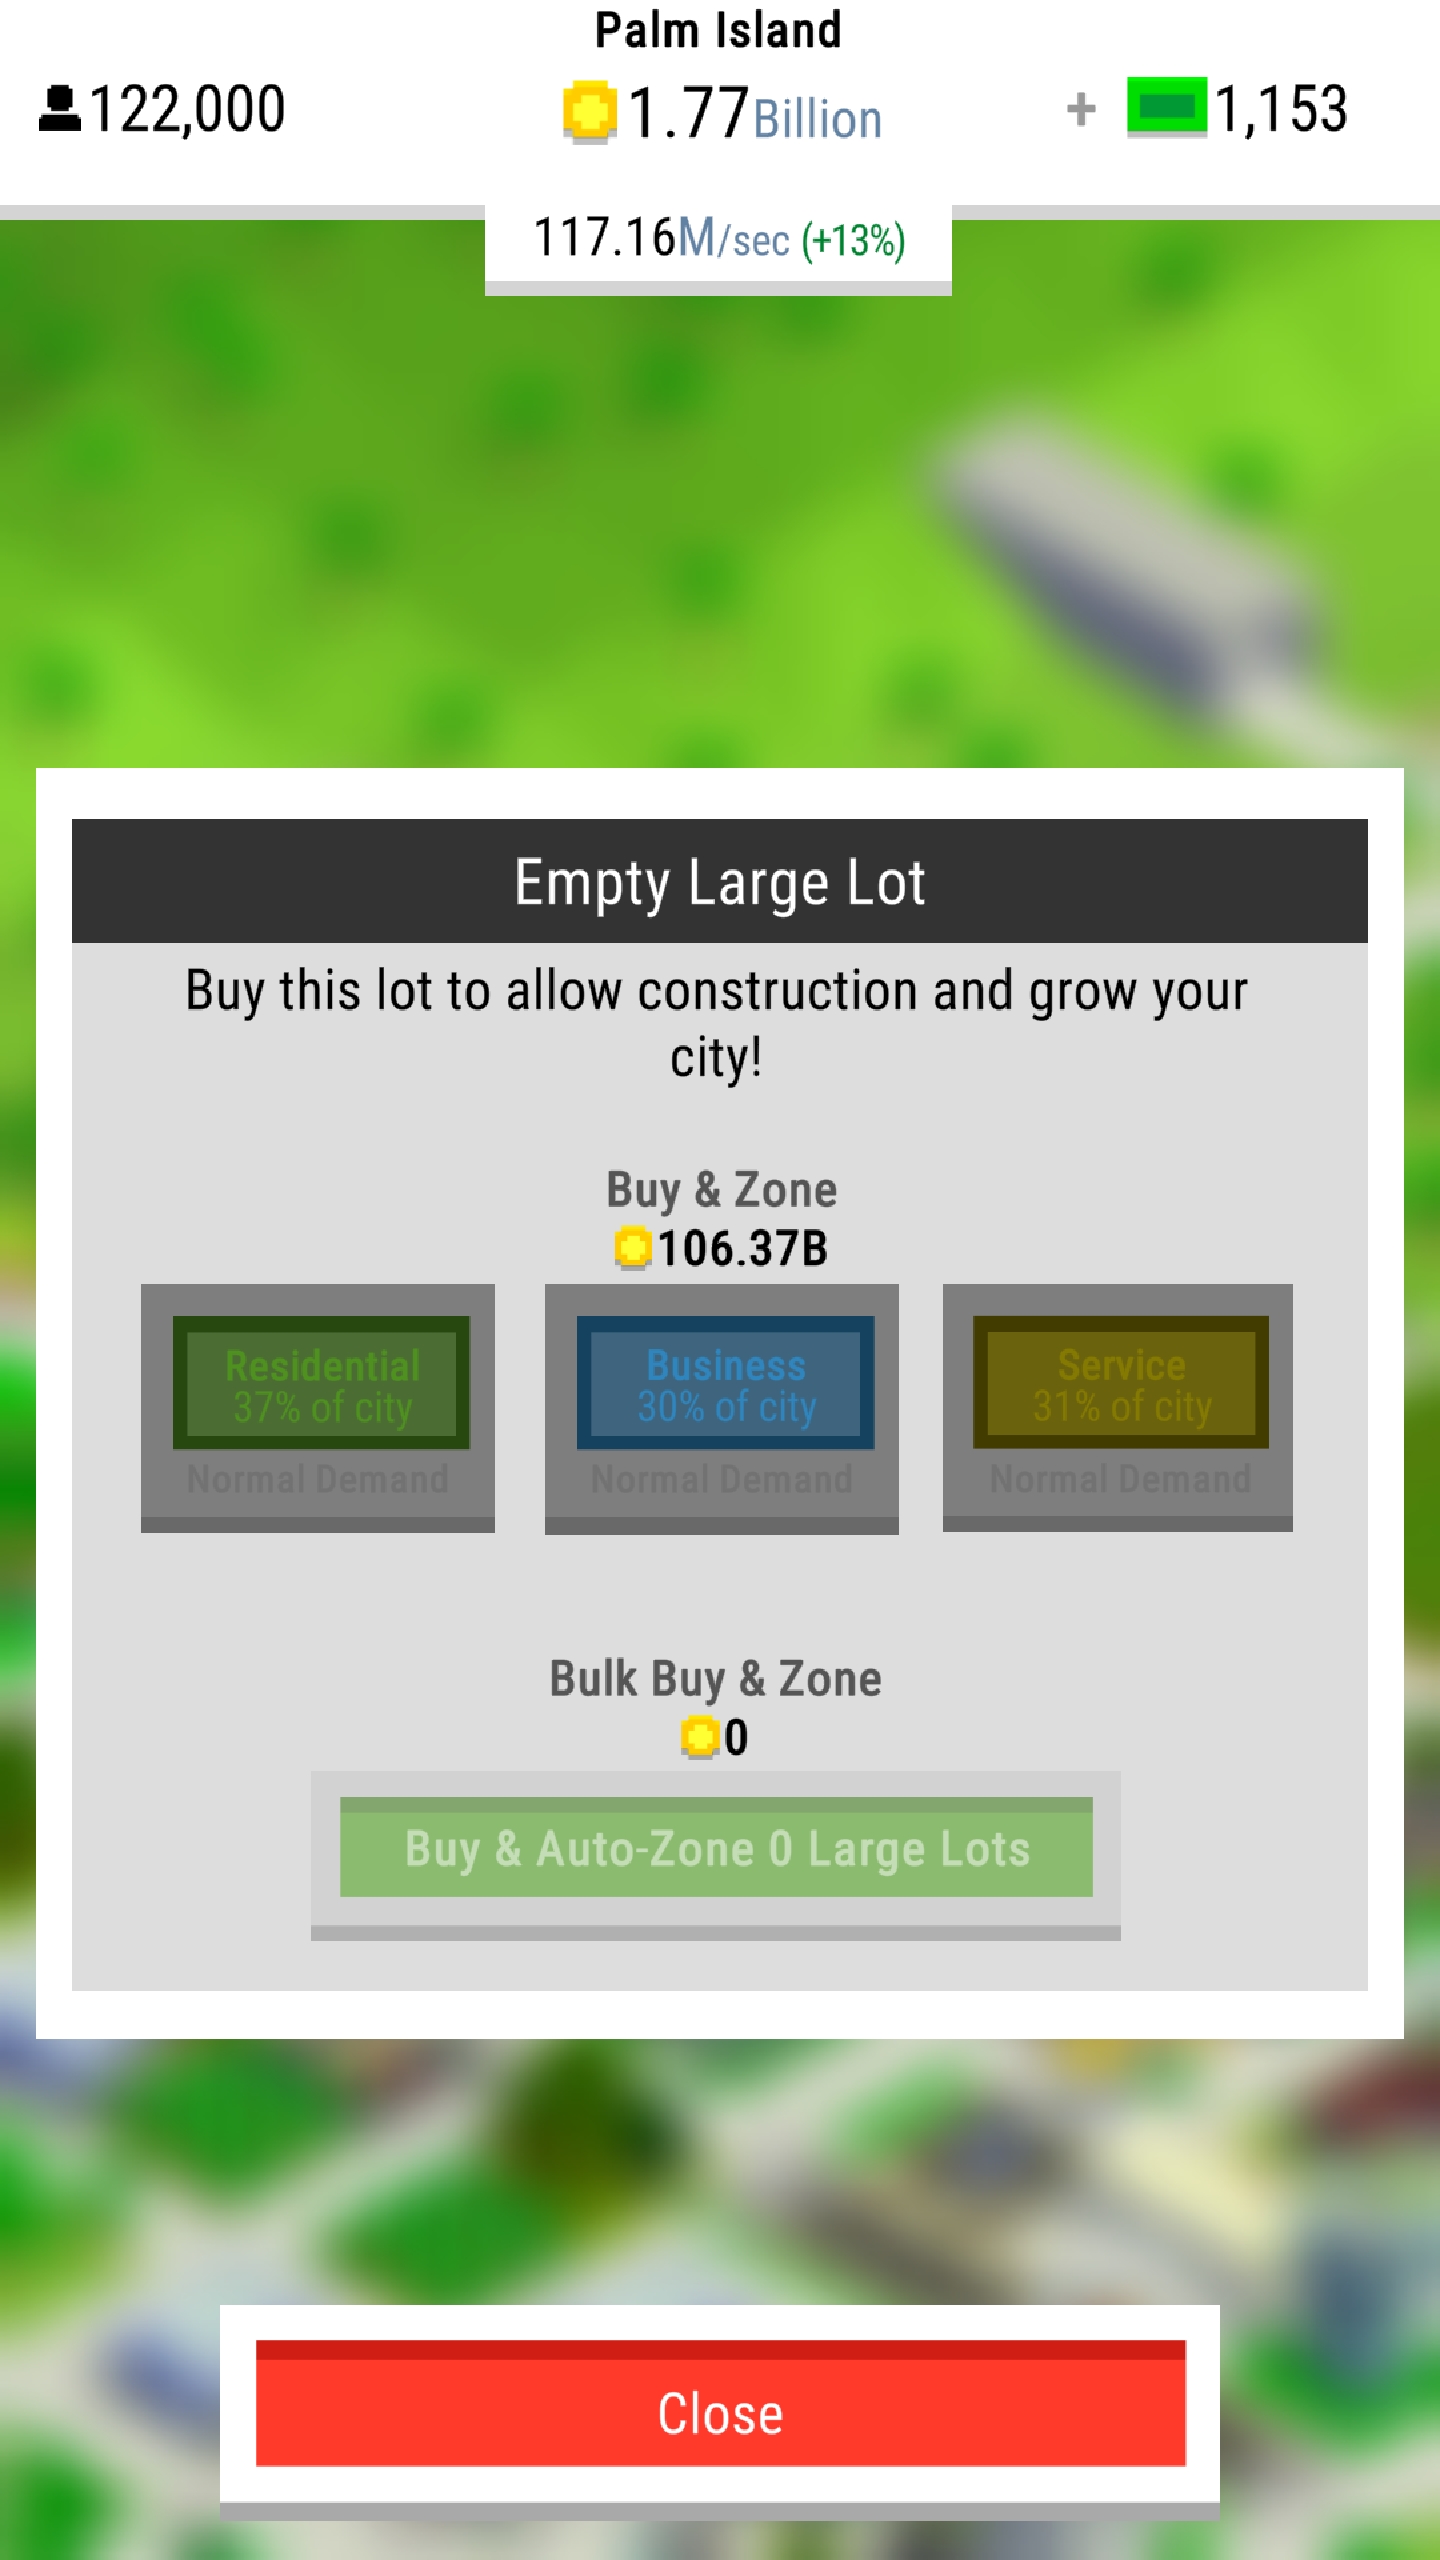 Palm Island
122,000
1.77Billion
+ 1,153
117.16M/sec (+13%)
Empty Large Lot
Buy this lot to allow construction and grow your
city!
Buy & Zone
106.37B
Residential
37% of city
Normal Demand
Business
30% of city
Normal Demand
Service
31% of city
Normal Demand
Bulk Buy & Zone
0
Buy & Auto-Zone 0 Large Lots
Close